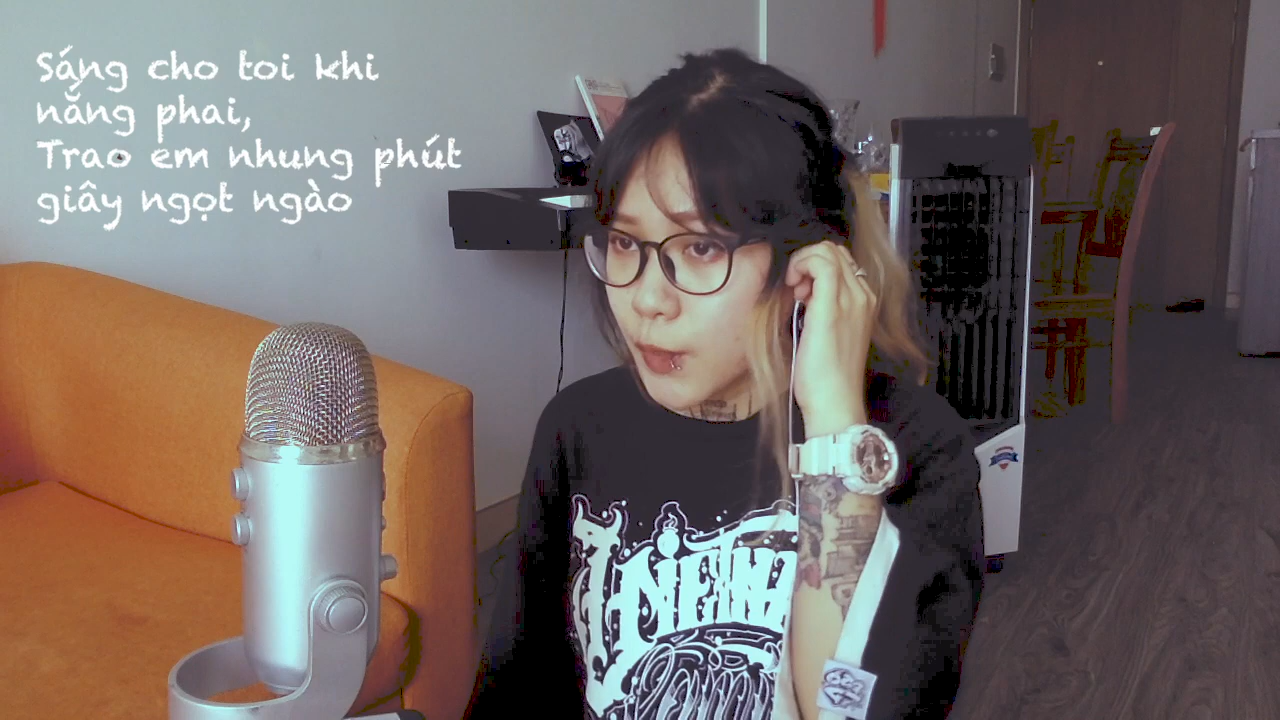 Sáng cho toi khi
nắng phai,
Trao em nhung phút
giây ngọt ngào